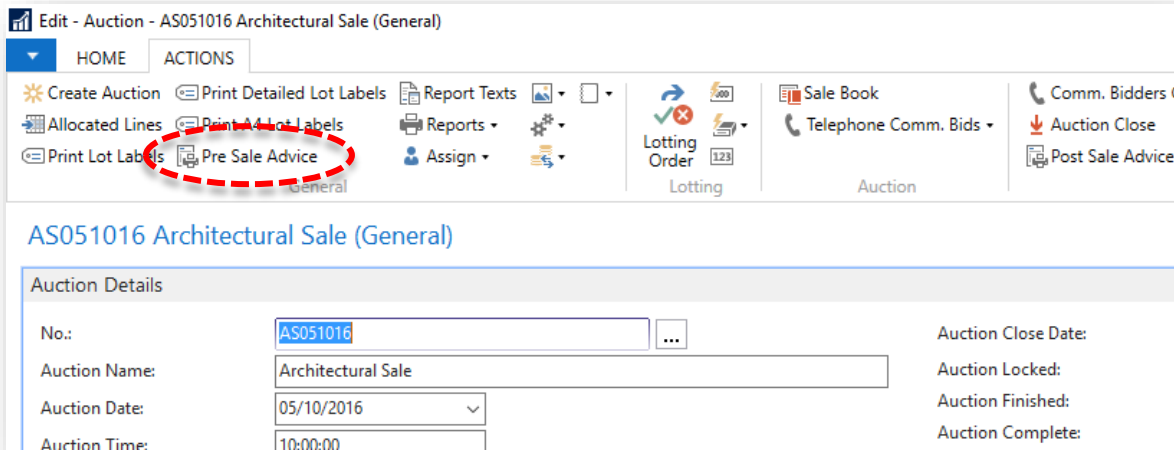 Edit - Auction - AS051016 Architectural Sale (General)
HOME ACTIONS
Create Auction Print Detailed Lot Labels Report Texts Sale Book Comm. Bidders
Allocated Lines Print A4 Lot Labels Reports Telephone Comm. Bids Auction Close
Print Lot Labels Pre Sale Advice Assign Lotting Order 123 Post Sale Advice
General Lotting Auction
AS051016 Architectural Sale (General)
Auction Details
No.: AS051016 ... Auction Close Date:
Auction Name: Architectural Sale Auction Locked:
Auction Date: 05/10/2016 Auction Finished:
Auction Time: 10:00:00 Auction Complete: